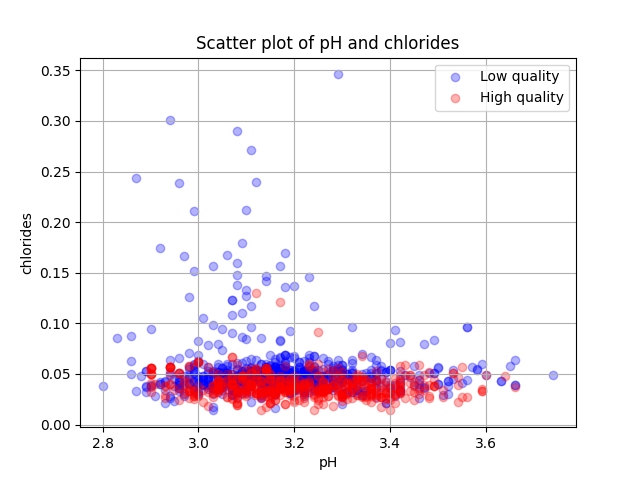 Scatter plot of pH and chlorides
Low quality
High quality
0.35
0.30
0.25
0.20
0.15
0.10
0.05
0.00
chlorides
2.8 3.0 3.2 3.4 3.6
pH